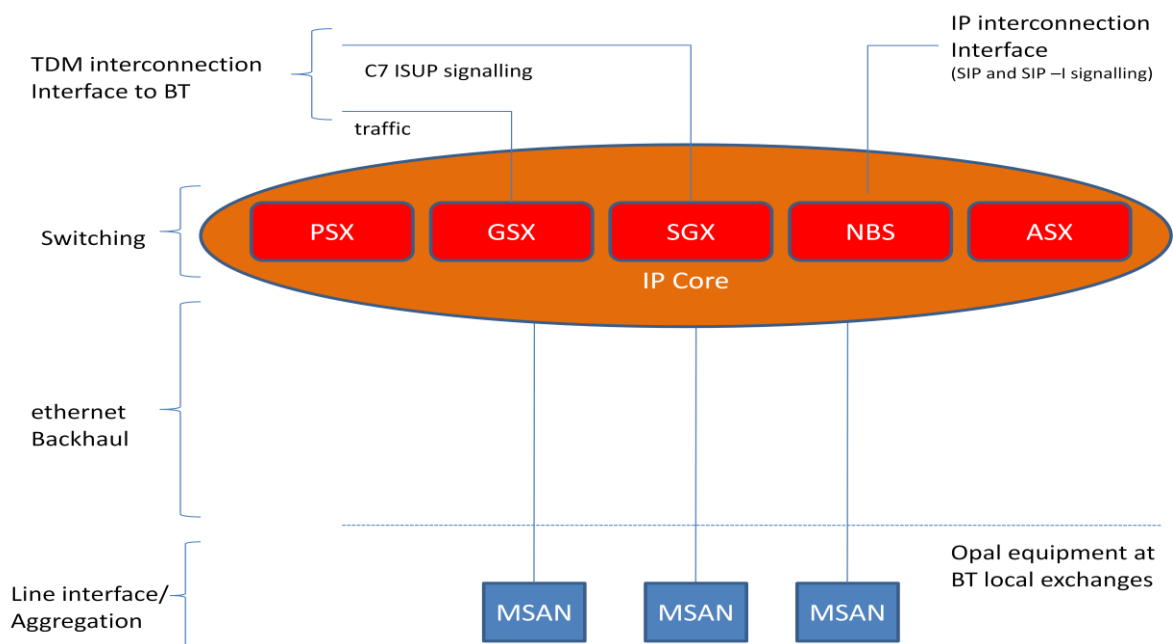 TDM interconnection
Interface to BT
C7 ISUP signalling
traffic
IP interconnection
Interface
(SIP and SIP –I signalling)
Switching
PSX
GSX
SGX
NBS
ASX
IP Core
ethernet
Backhaul
Opal equipment at
BT local exchanges
Line interface/
Aggregation
MSAN
MSAN
MSAN